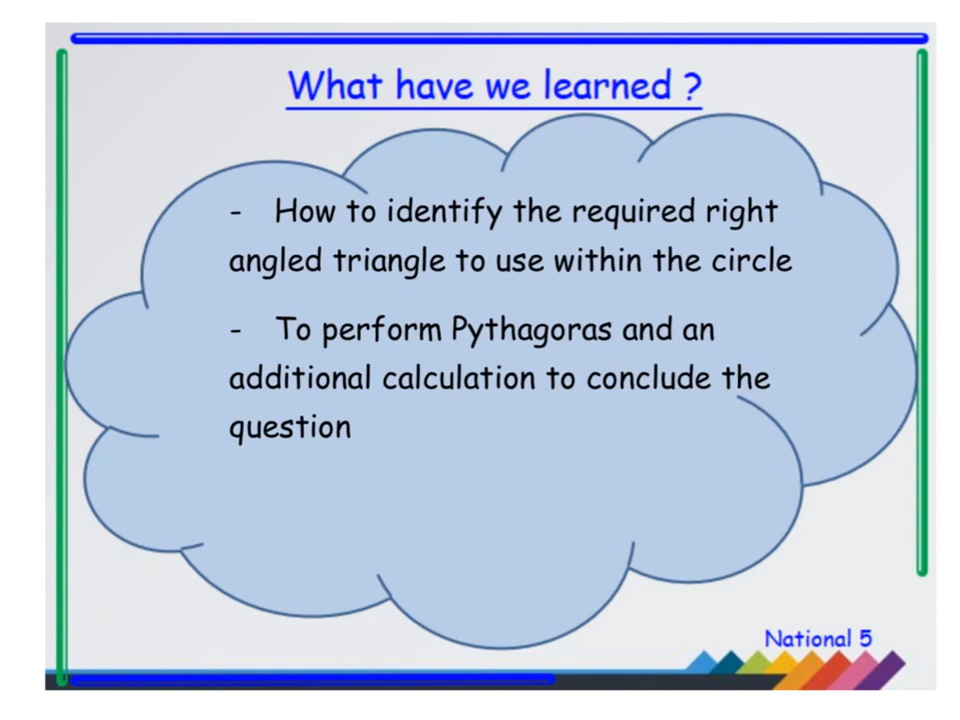 What have we learned ?
- How to identify the required right
angled triangle to use within the circle
- To perform Pythagoras and an
additional calculation to conclude the
question
National 5